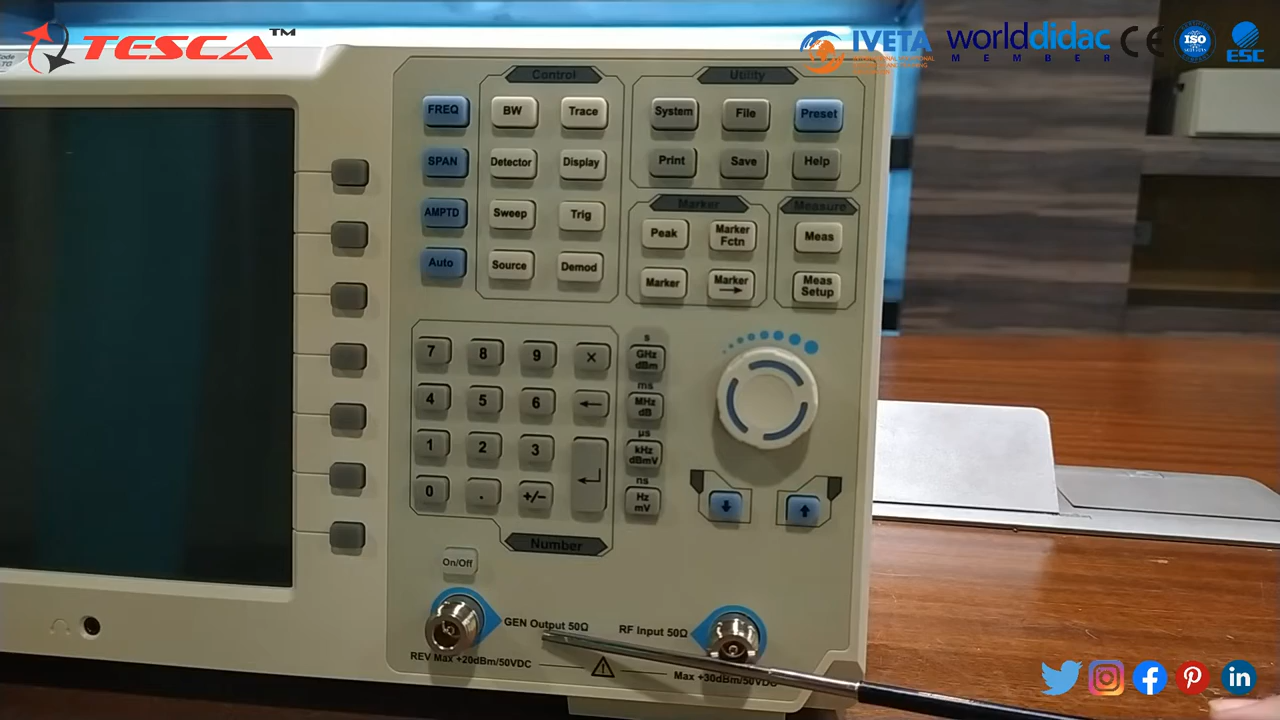 TESCA™
IVETA
worlddidac
MEMBER
CE
ISO
ESC
Control
Utility
FREQ
BW
Trace
System
File
Preset
SPAN
Detector
Display
Print
Save
Help
AMPTD
Sweep
Trig
Marker
Measure
Peak
Marker
Fctn
Meas
Auto
Source
Demod
Marker
Marker
Meas
Setup
7
8
9
×
s
GHz
dBm
4
5
6
←
ms
MHz
dB
1
2
3
µs
kHz
dBmV
0
.
+/−
ns
Hz
mV
Number
On/Off
GEN Output 50Ω
RF Input 50Ω
REV Max +20dBm/50VDC
Max +30dBm/50VDC
in